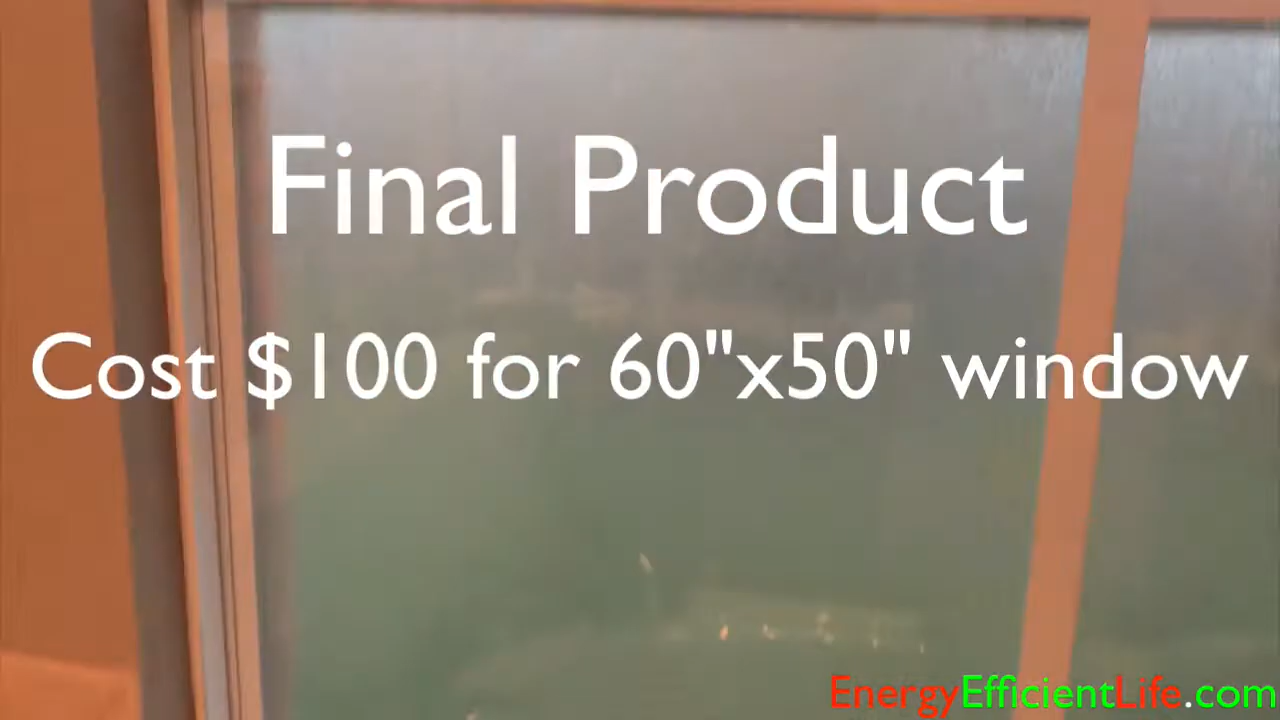 Final Product
Cost $100 for 60"x50" window
EnergyEfficientLife.com